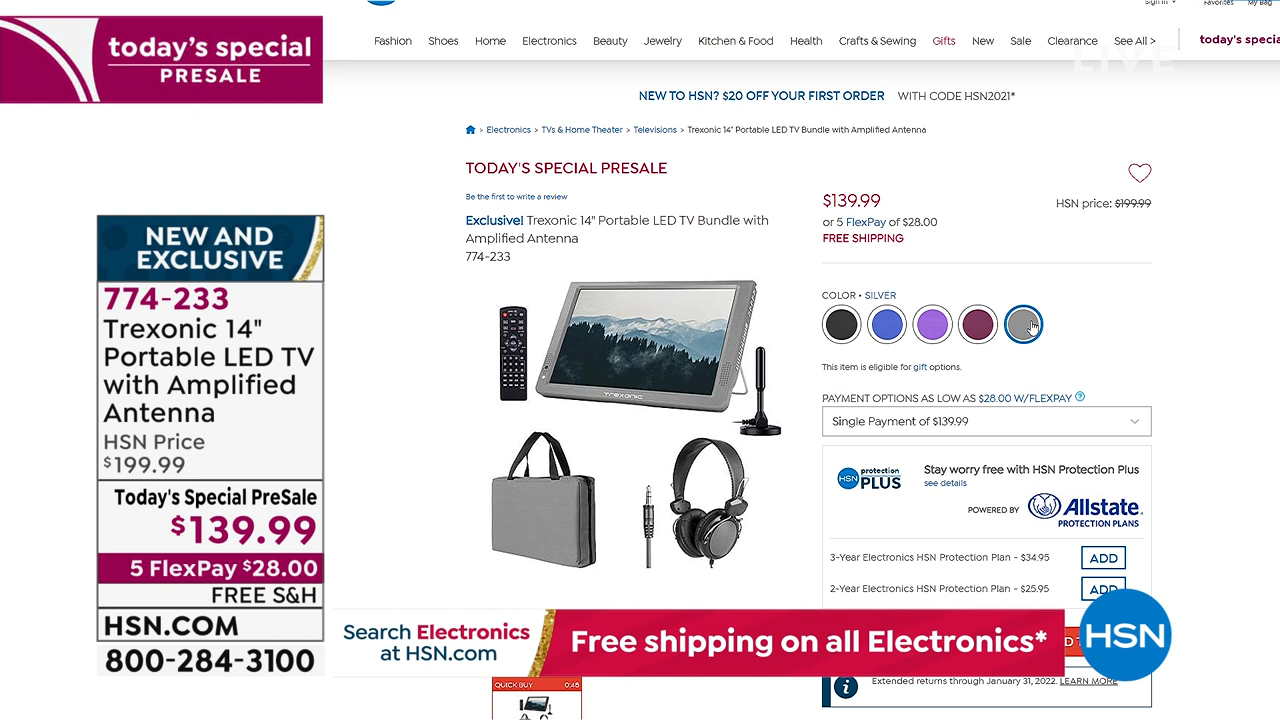 Sign In
Favorites
My Bag
today's special
PRESALE
Fashion
Shoes
Home
Electronics
Beauty
Jewelry
Kitchen & Food
Health
Crafts & Sewing
Gifts
New
Sale
Clearance
See All >
today's specia
LIVE
NEW TO HSN? $20 OFF YOUR FIRST ORDER WITH CODE HSN2021*
> Electronics > TVs & Home Theater > Televisions > Trexonic 14" Portable LED TV Bundle with Amplified Antenna
TODAY'S SPECIAL PRESALE
Be the first to write a review
Exclusive! Trexonic 14" Portable LED TV Bundle with
Amplified Antenna
774-233
TREXONIC
$139.99
HSN price: $199.99
or 5 FlexPay of $28.00
FREE SHIPPING
COLOR • SILVER
This item is eligible for gift options.
PAYMENT OPTIONS AS LOW AS $28.00 W/FLEXPAY ?
Single Payment of $139.99
HSN protection
PLUS
Stay worry free with HSN Protection Plus
see details
POWERED BY
Allstate.
PROTECTION PLANS
3-Year Electronics HSN Protection Plan - $34.95
ADD
2-Year Electronics HSN Protection Plan - $25.95
ADD
Extended returns through January 31, 2022. LEARN MORE
NEW AND
EXCLUSIVE
774-233
Trexonic 14"
Portable LED TV
with Amplified
Antenna
HSN Price
$199.99
Today's Special PreSale
$139.99
5 FlexPay $28.00
FREE S&H
HSN.COM
800-284-3100
Search Electronics
at HSN.com
Free shipping on all Electronics*
HSN
QUICK BUY 0:48